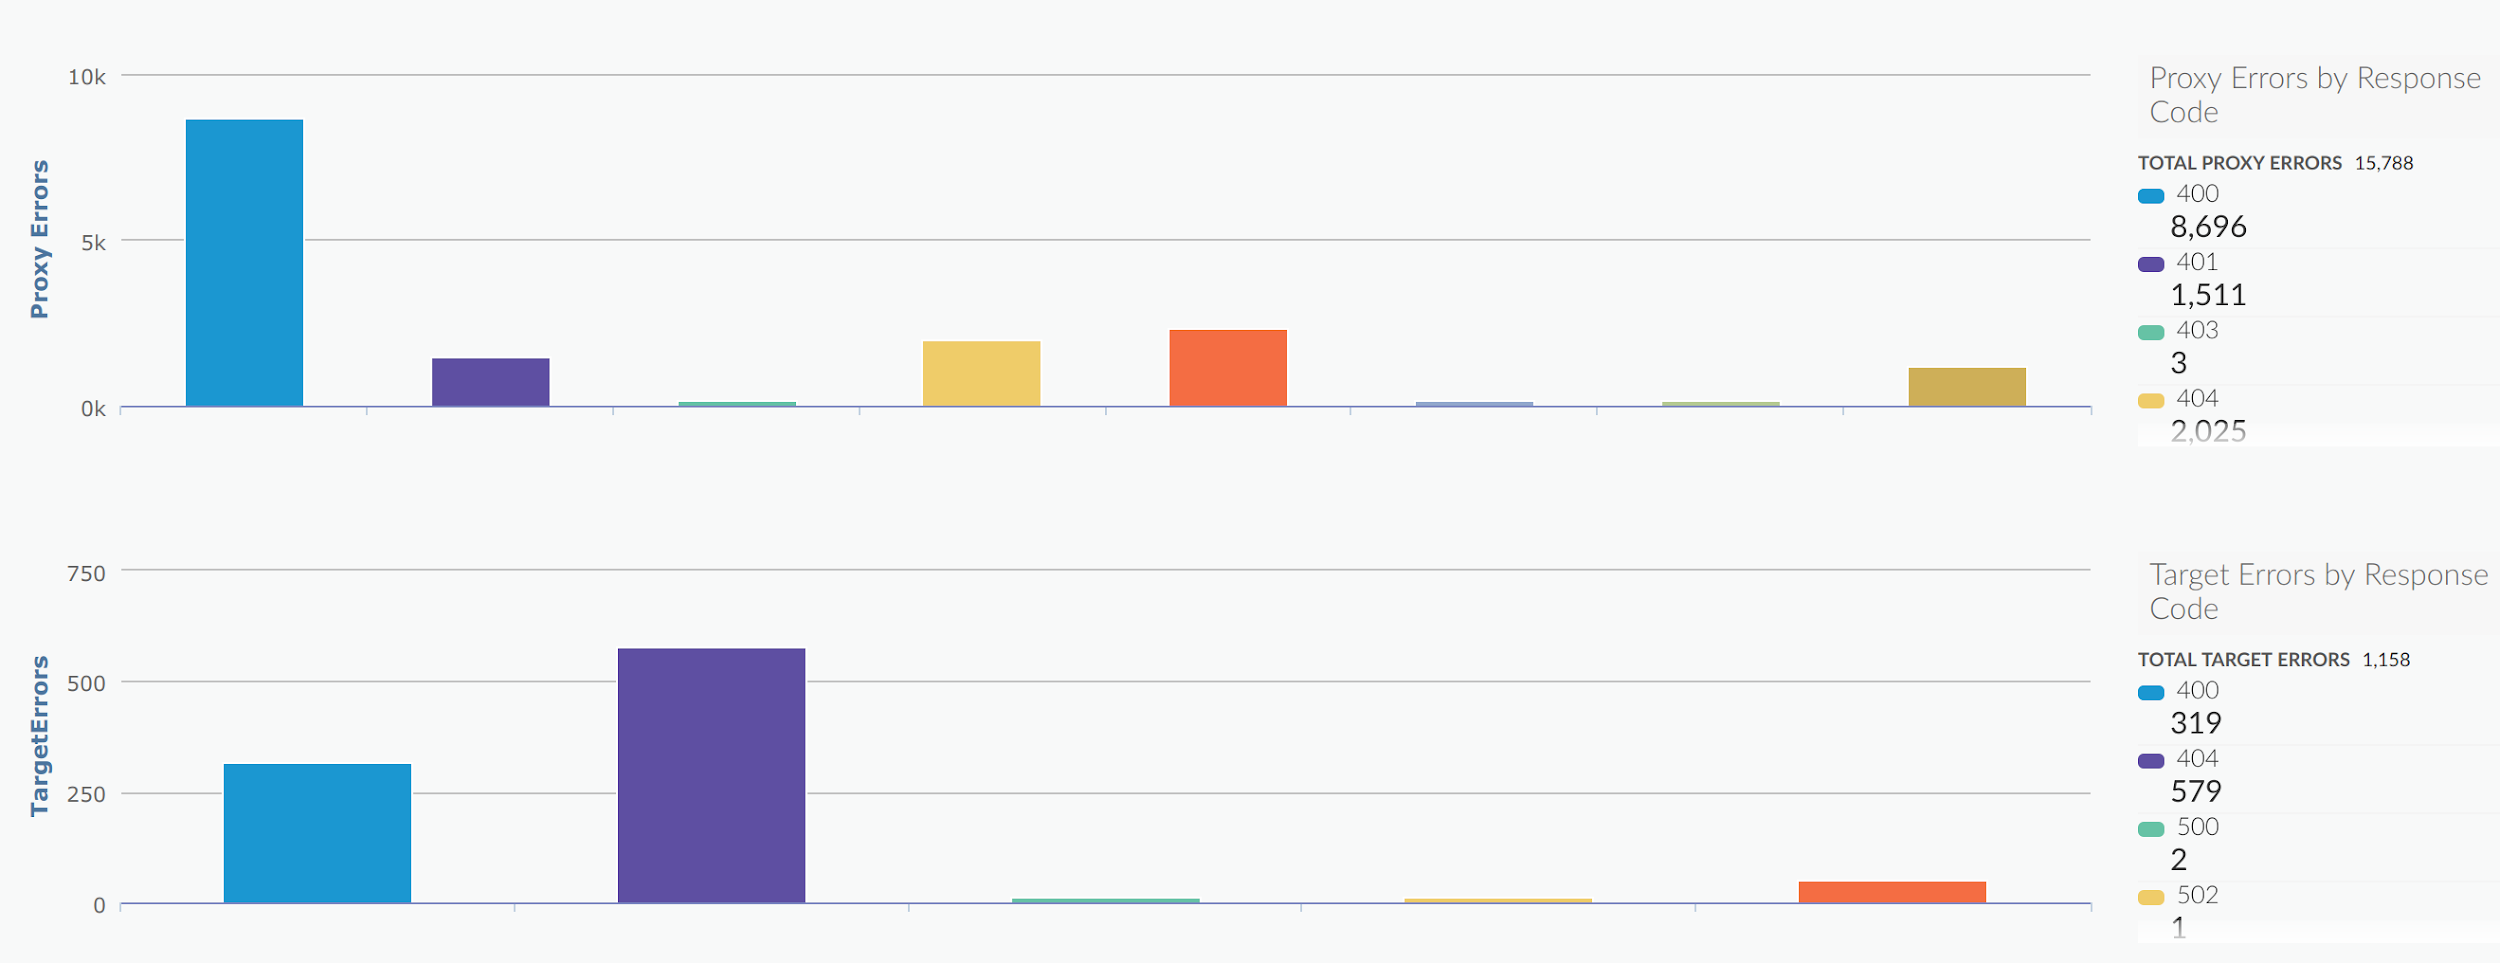 10k
5k
0k
Proxy Errors
Proxy Errors by Response
Code
TOTAL PROXY ERRORS 15,788
400
8,696
401
1,511
403
3
404
2,025
750
500
250
0
TargetErrors
Target Errors by Response
Code
TOTAL TARGET ERRORS 1,158
400
319
404
579
500
2
502
1